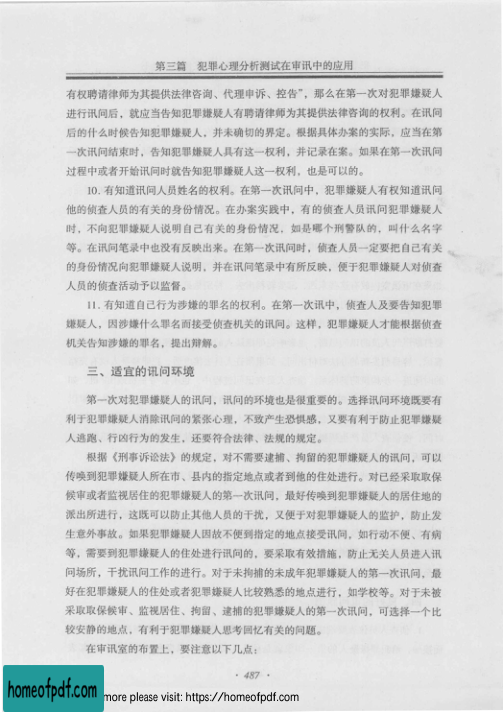 第三篇　犯罪心理分析测试在审讯中的应用
有权聘请律师为其提供法律咨询、代理申诉、控告”，那么在第一次对犯罪嫌疑人
进行讯问后，就应当告知犯罪嫌疑人有聘请律师为其提供法律咨询的权利。在讯问
后的什么时候告知犯罪嫌疑人，并未确切的界定。根据具体办案的实际，应当在第
一次讯问结束时，告知犯罪嫌疑人具有这一权利，并记录在案。如果在第一次讯问
过程中或者开始讯问时就告知犯罪嫌疑人这一权利，也是可以的。
10. 有知道讯问人员姓名的权利。在第一次讯问中，犯罪嫌疑人有权知道讯问
他的侦查人员的有关的身份情况。在办案实践中，有的侦查人员讯问犯罪嫌疑人
时，不向犯罪嫌疑人说明自己有关的身份情况，如是哪个刑警队的，叫什么名字
等。在讯问笔录中也没有反映出来。在第一次讯问时，侦查人员一定要把自己有关
的身份情况向犯罪嫌疑人说明，并在讯问笔录中有所反映，便于犯罪嫌疑人对侦查
人员的侦查活动予以监督。
11. 有知道自己行为涉嫌的罪名的权利。在第一次讯中，侦查人及要告知犯罪
嫌疑人，因涉嫌什么罪名而接受侦查机关的讯问。这样，犯罪嫌疑人才能根据侦查
机关告知涉嫌的罪名，提出辩解。
三、适宜的讯问环境
第一次对犯罪嫌疑人的讯问，讯问的环境也是很重要的。选择讯问环境既要有
利于犯罪嫌疑人消除讯问的紧张心理，不致产生恐惧感，又要有利于防止犯罪嫌疑
人逃跑、行凶行为的发生，还要符合法律、法规的规定。
根据《刑事诉讼法》的规定，对不需要逮捕、拘留的犯罪嫌疑人的讯问，可以
传唤到犯罪嫌疑人所在市、县内的指定地点或者到他的住处进行。对已经采取取保
候审或者监视居住的犯罪嫌疑人的第一次讯问，最好传唤到犯罪嫌疑人的居住地的
派出所进行，这既可以防止其他人员的干扰，又便于对犯罪嫌疑人的监护，防止发
生意外事故。如果犯罪嫌疑人因故不便到指定的地点接受讯问，如行动不便、有病
等，需要到犯罪嫌疑人的住处进行讯问的，要采取有效措施，防止无关人员进入讯
问场所，干扰讯问工作的进行。对于未拘捕的未成年犯罪嫌疑人的第一次讯问，最
好在犯罪嫌疑人的住处或者犯罪嫌疑人比较熟悉的地点进行，如学校等。对于未被
采取取保候审、监视居住、拘留、逮捕的犯罪嫌疑人的第一次讯问，可选择一个比
较安静的地点，有利于犯罪嫌疑人思考回忆有关的问题。
在审讯室的布置上，要注意以下几点：
· 487 ·
homeofpdf.com
more please visit: https://homeofpdf.com